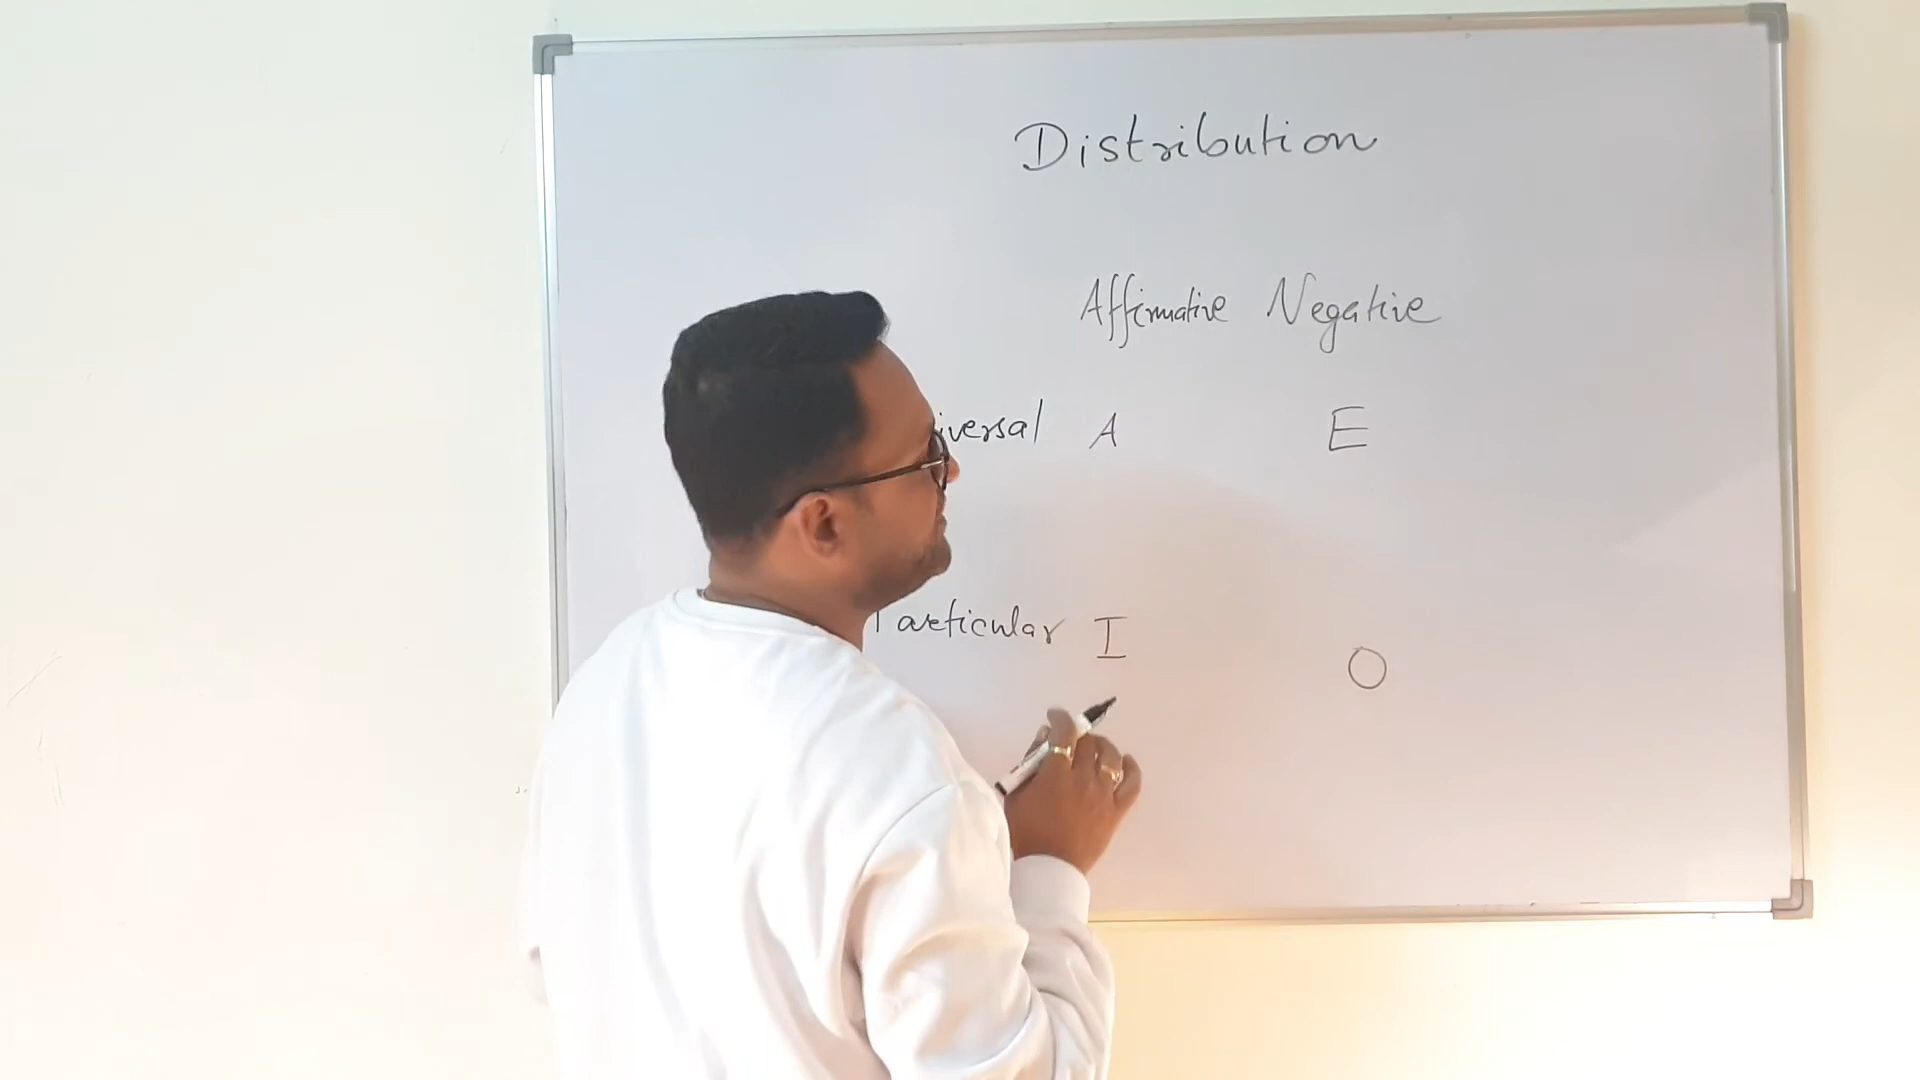 Distribution
Affirmative Negative
iversal A E
articular I O